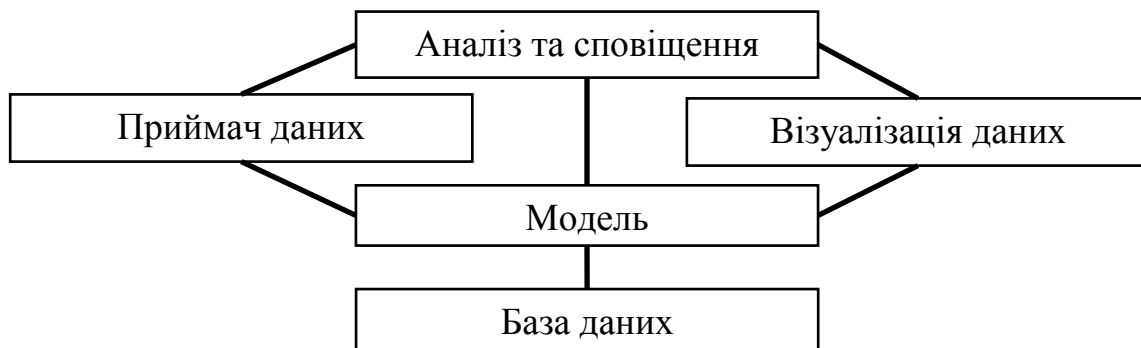 Аналіз та сповіщення
Приймач даних
Візуалізація даних
Модель
База даних